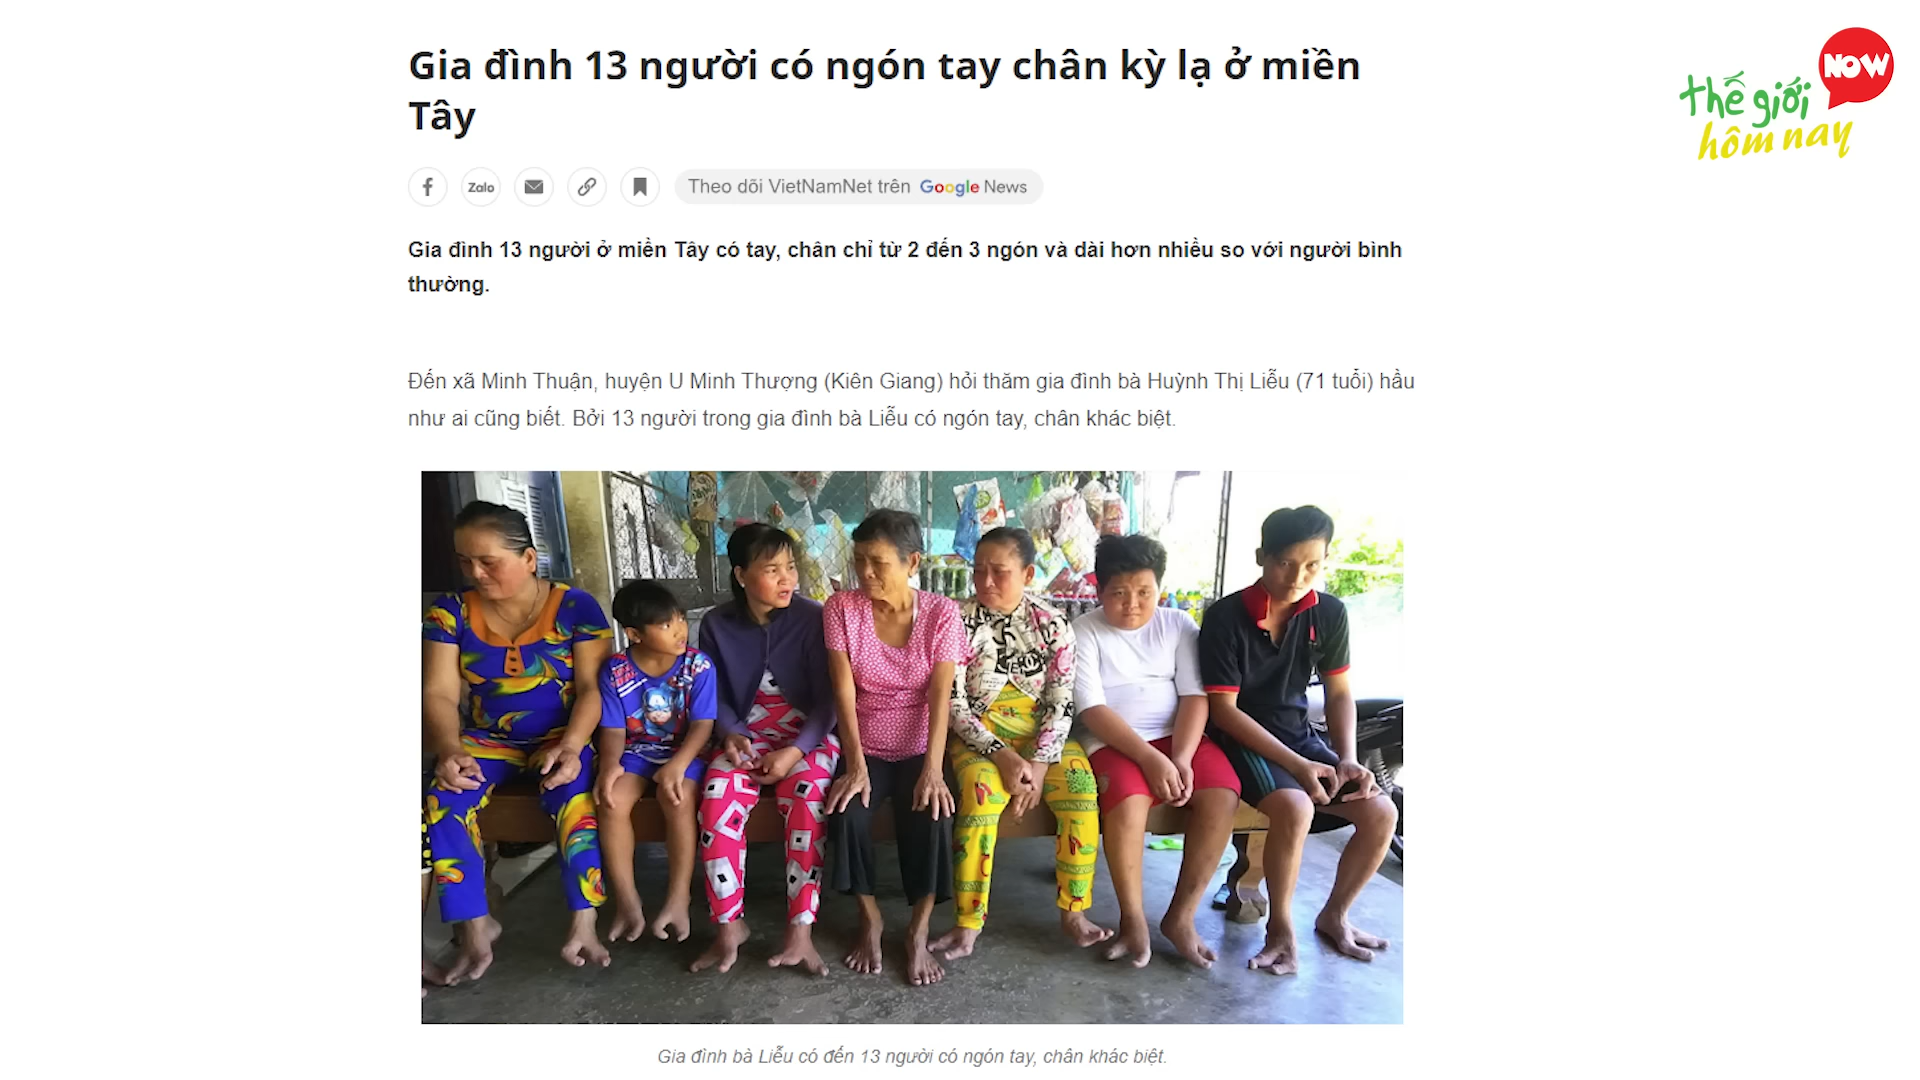 Gia đình 13 người có ngón tay chân kỳ lạ ở miền
Tây
NOW
thế giới
hôm nay
Zalo
Theo dõi VietNamNet trên Google News
Gia đình 13 người ở miền Tây có tay, chân chỉ từ 2 đến 3 ngón và dài hơn nhiều so với người bình
thường.
Đến xã Minh Thuận, huyện U Minh Thượng (Kiên Giang) hỏi thăm gia đình bà Huỳnh Thị Liễu (71 tuổi) hầu
như ai cũng biết. Bởi 13 người trong gia đình bà Liễu có ngón tay, chân khác biệt.
Gia đình bà Liễu có đến 13 người có ngón tay, chân khác biệt.